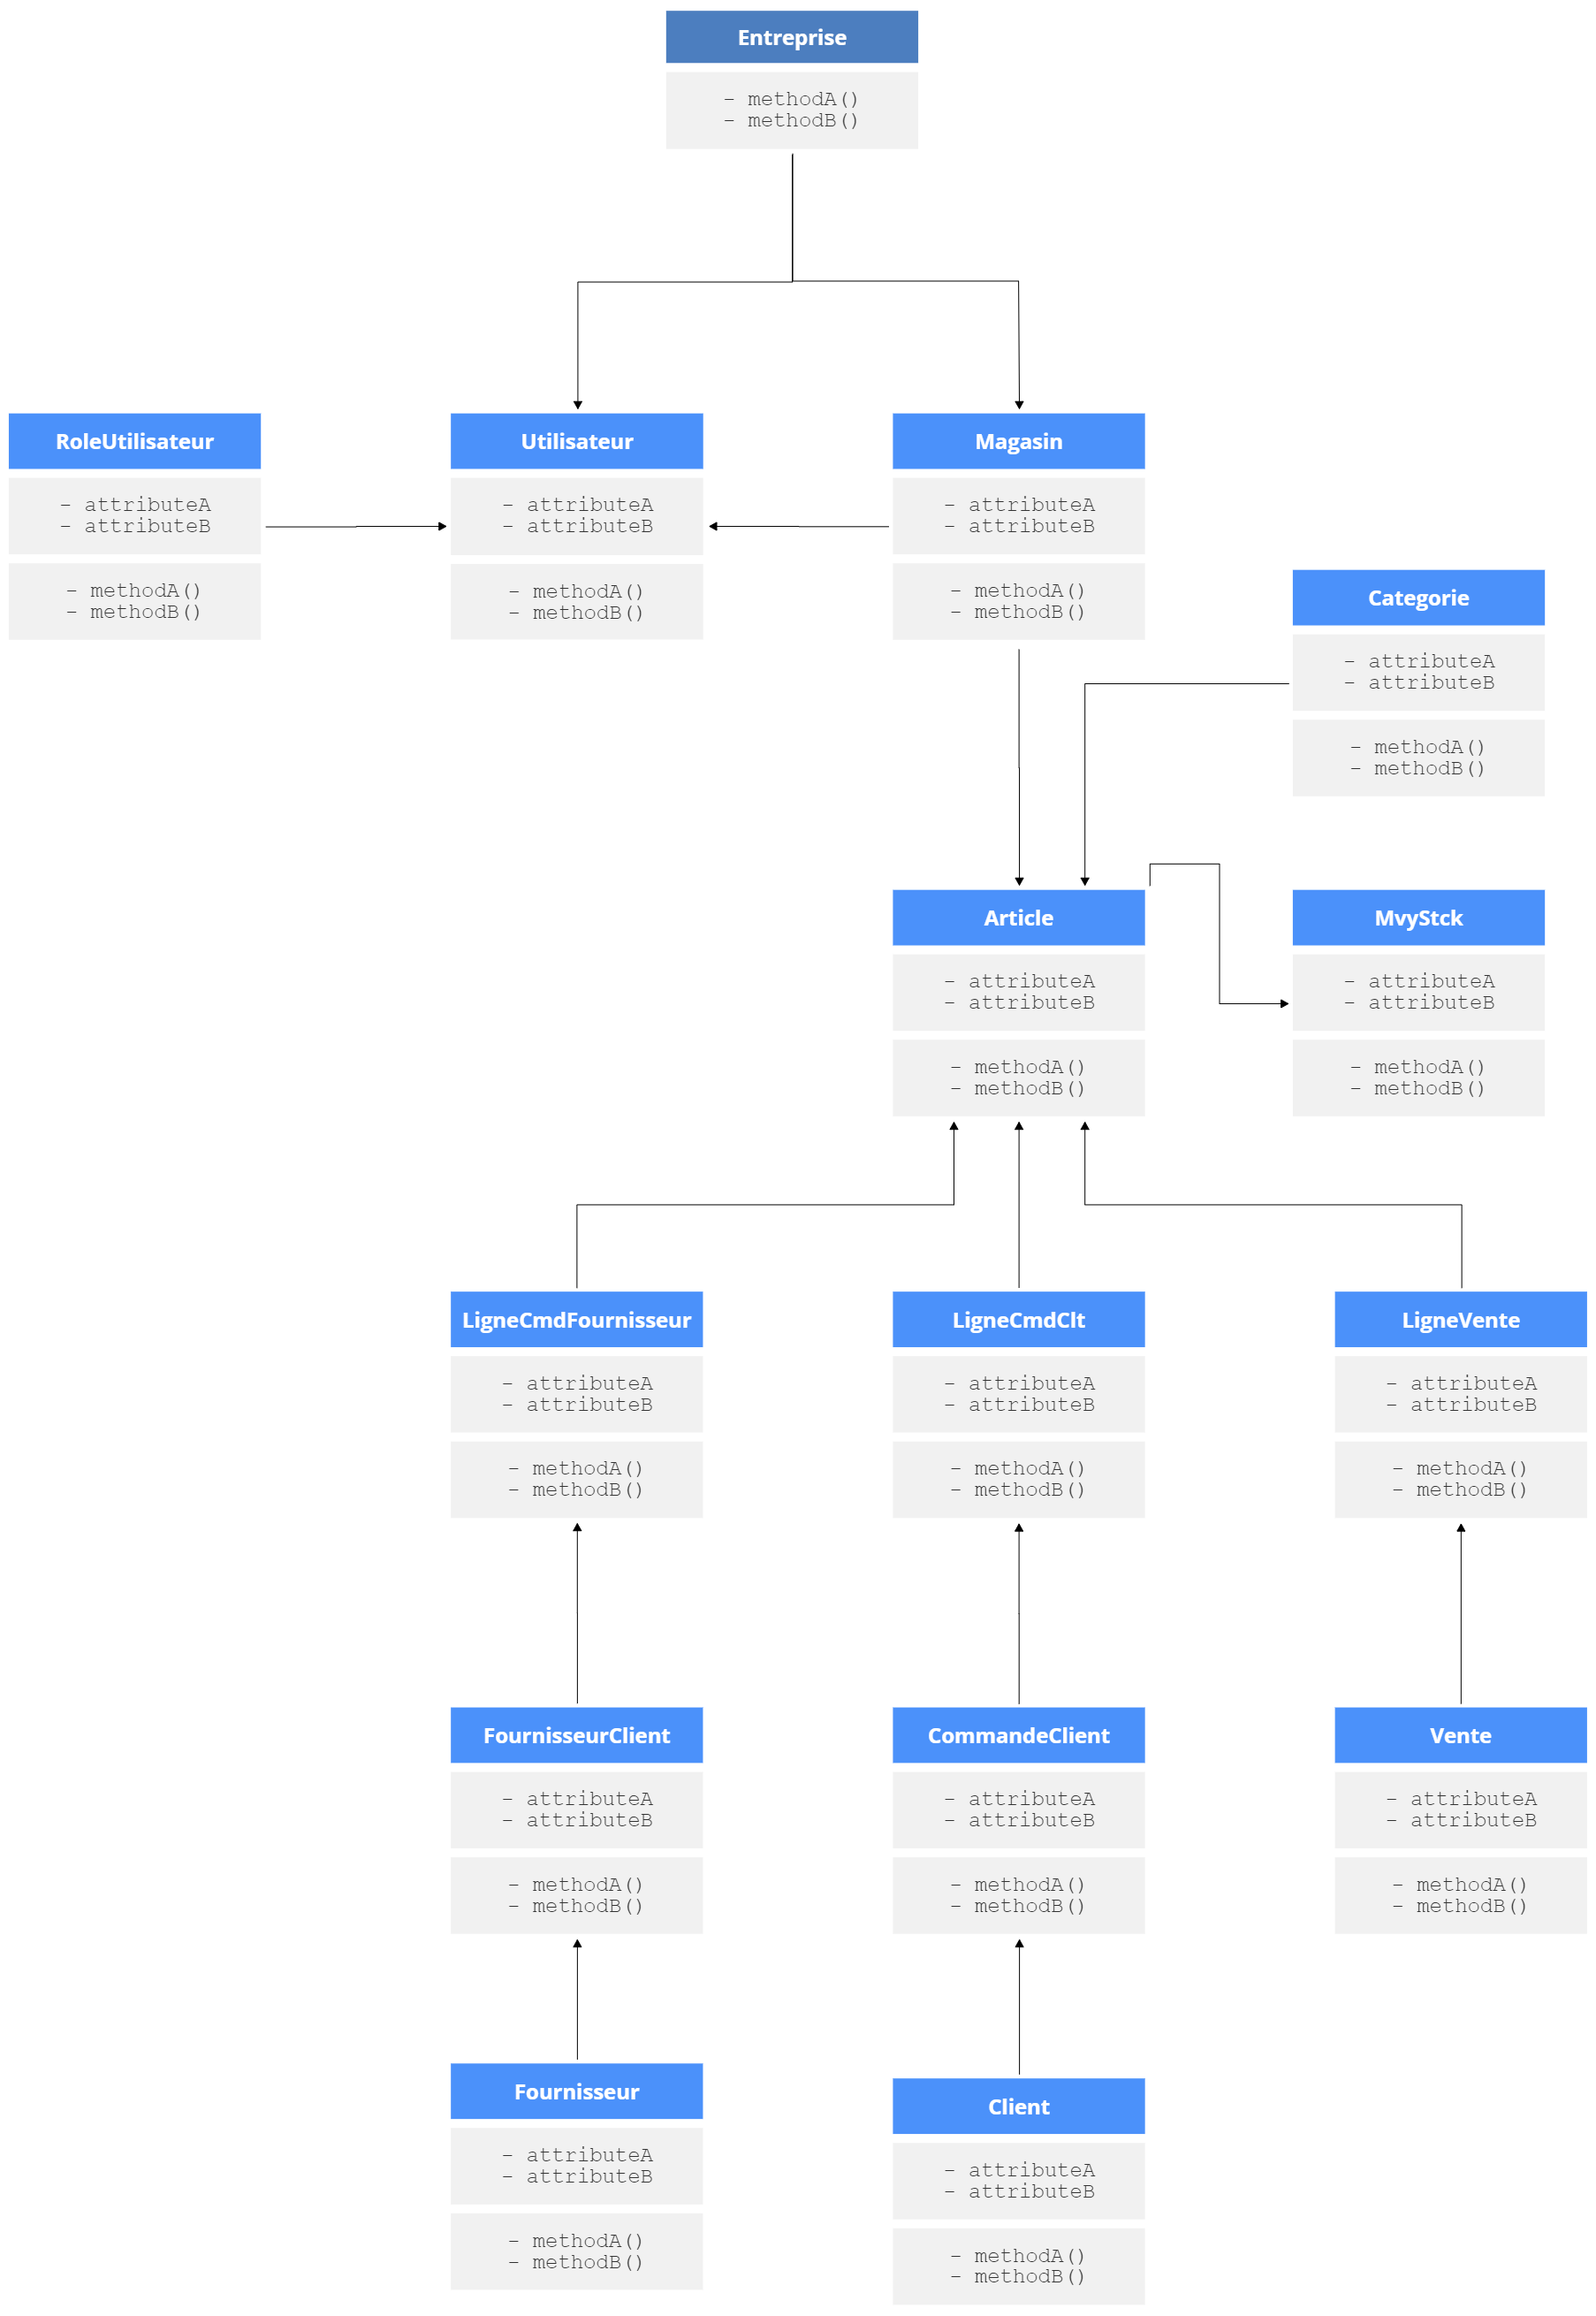 Entreprise
- methodA()
- methodB()
RoleUtilisateur
- attributeA
- attributeB
- methodA()
- methodB()
Utilisateur
- attributeA
- attributeB
- methodA()
- methodB()
Magasin
- attributeA
- attributeB
- methodA()
- methodB()
Categorie
- attributeA
- attributeB
- methodA()
- methodB()
Article
- attributeA
- attributeB
- methodA()
- methodB()
MvyStck
- attributeA
- attributeB
- methodA()
- methodB()
LigneCmdFournisseur
- attributeA
- attributeB
- methodA()
- methodB()
LigneCmdClt
- attributeA
- attributeB
- methodA()
- methodB()
LigneVente
- attributeA
- attributeB
- methodA()
- methodB()
FournisseurClient
- attributeA
- attributeB
- methodA()
- methodB()
CommandeClient
- attributeA
- attributeB
- methodA()
- methodB()
Vente
- attributeA
- attributeB
- methodA()
- methodB()
Fournisseur
- attributeA
- attributeB
- methodA()
- methodB()
Client
- attributeA
- attributeB
- methodA()
- methodB()